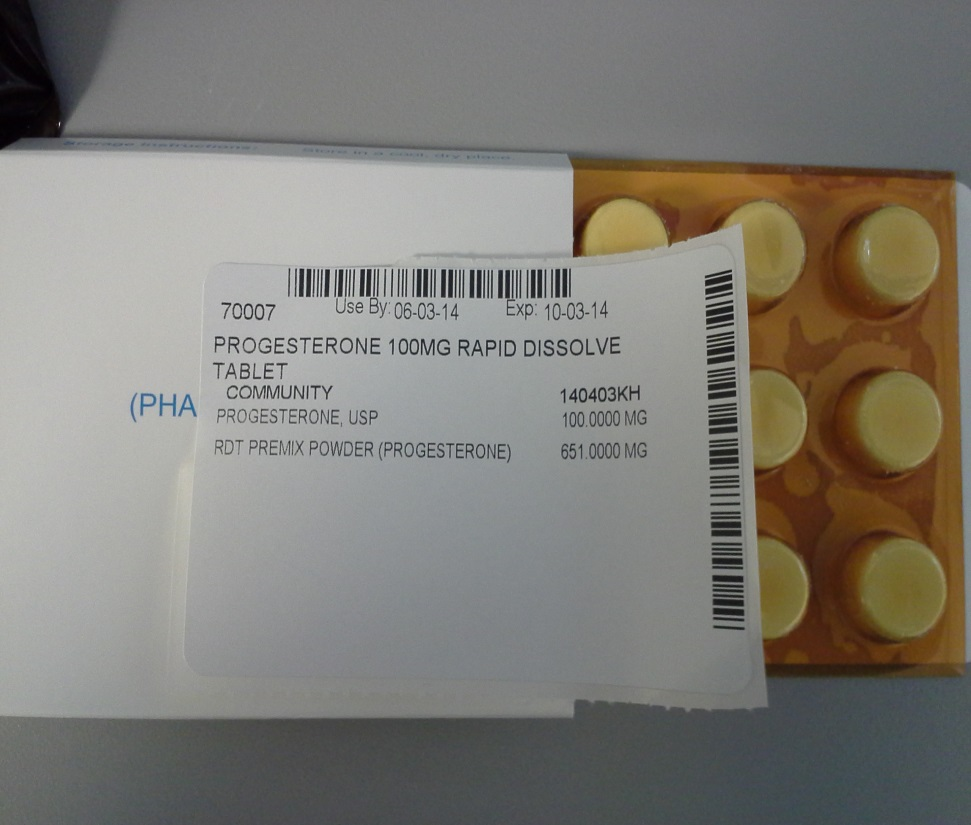 Storage Instructions: Store in a cool, dry place.
70007 Use By: 06-03-14 Exp: 10-03-14
PROGESTERONE 100MG RAPID DISSOLVE
TABLET
COMMUNITY 140403KH
(PHA
PROGESTERONE, USP 100.0000 MG
RDT PREMIX POWDER (PROGESTERONE) 651.0000 MG